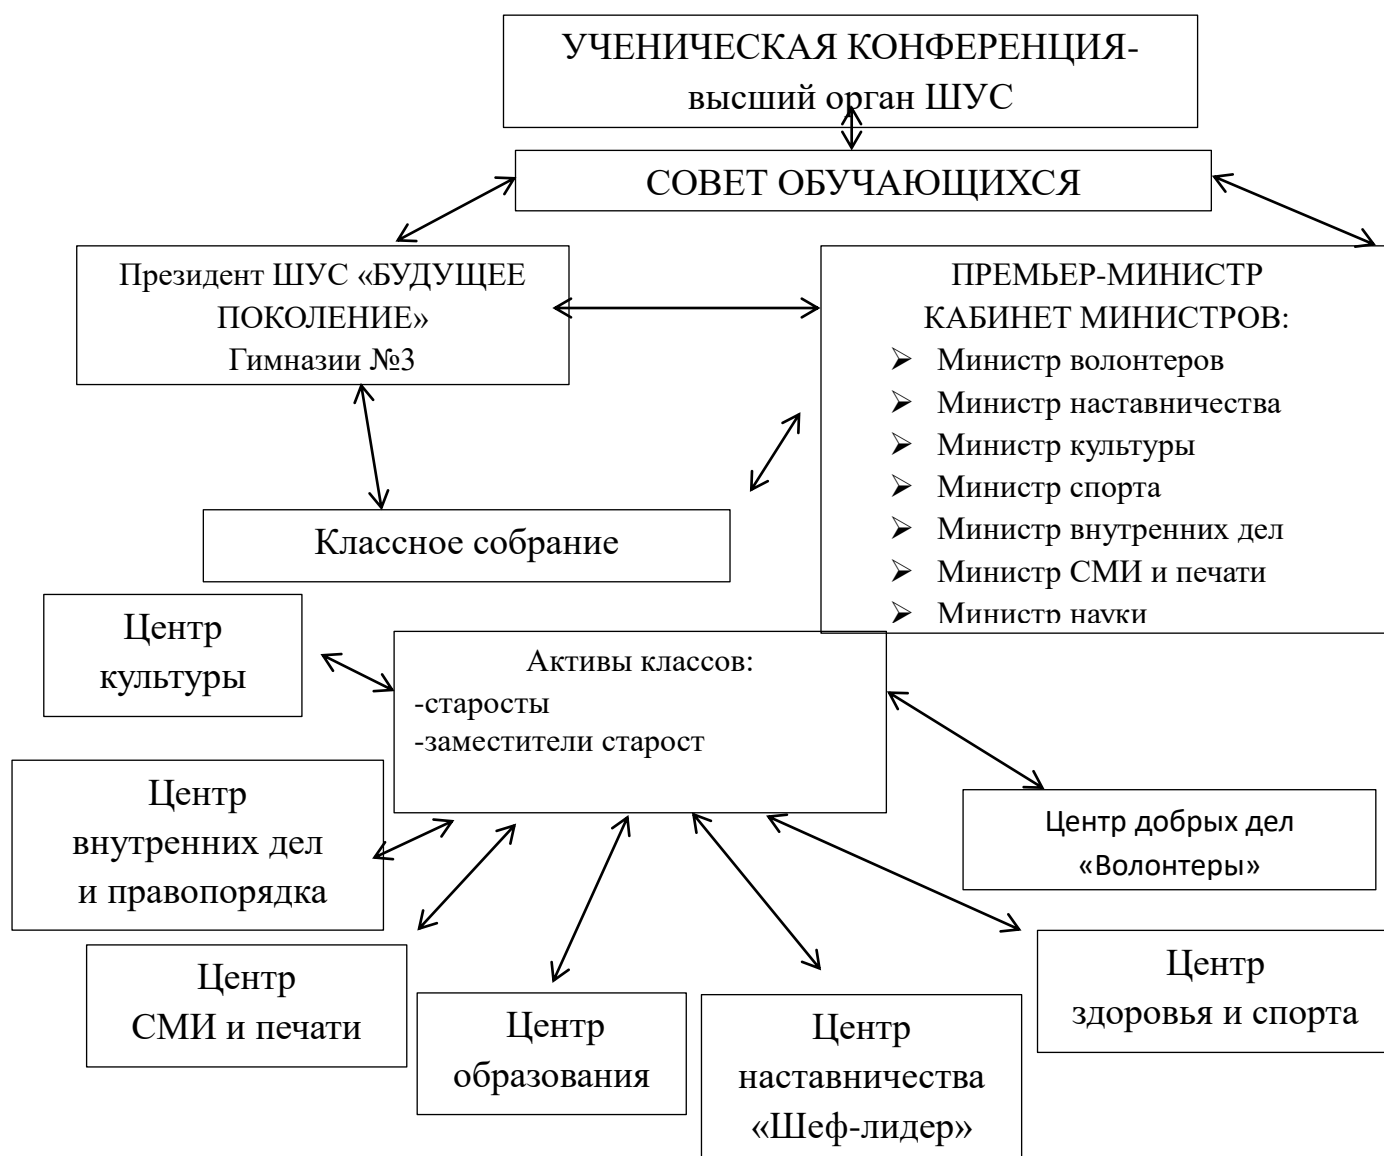 УЧЕНИЧЕСКАЯ КОНФЕРЕНЦИЯ-
высший орган ШУС
СОВЕТ ОБУЧАЮЩИХСЯ
Президент ШУС «БУДУЩЕЕ
ПОКОЛЕНИЕ»
Гимназии №3
ПРЕМЬЕР-МИНИСТР
КАБИНЕТ МИНИСТРОВ:
➢ Министр волонтеров
➢ Министр наставничества
➢ Министр культуры
➢ Министр спорта
➢ Министр внутренних дел
➢ Министр СМИ и печати
➢ Министр науки
Классное собрание
Центр
культуры
Активы классов:
-старосты
-заместители старост
Центр
внутренних дел
и правопорядка
Центр добрых дел
«Волонтеры»
Центр
СМИ и печати
Центр
образования
Центр
наставничества
«Шеф-лидер»
Центр
здоровья и спорта